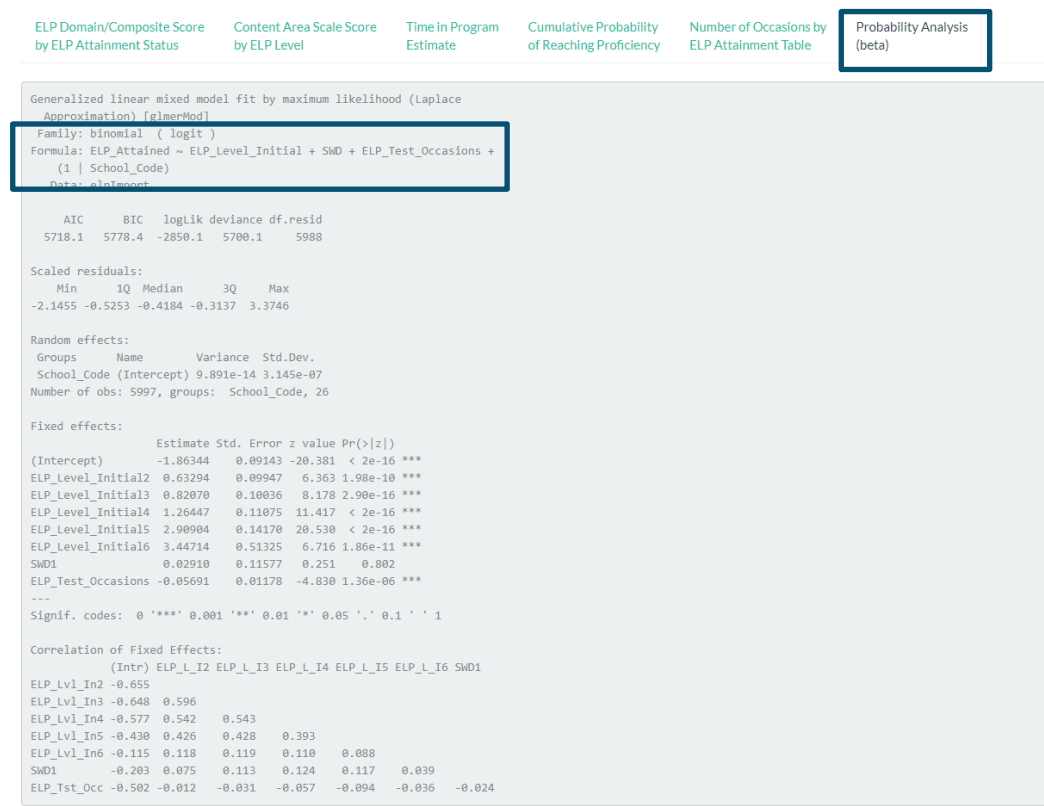 ELP Domain/Composite Score by ELP Attainment Status
Content Area Scale Score by ELP Level
Time in Program Estimate
Cumulative Probability of Reaching Proficiency
Number of Occasions by ELP Attainment Table
Probability Analysis (beta)
Generalized linear mixed model fit by maximum likelihood (Laplace
Approximation) [glmerMod]
Family: binomial ( logit )
Formula: ELP_Attained ~ ELP_Level_Initial + SWD + ELP_Test_Occasions +
(1 | School_Code)
Data: elpImport
AIC BIC logLik deviance df.resid
5718.1 5778.4 -2850.1 5700.1 5988
Scaled residuals:
Min 1Q Median 3Q Max
-2.1455 -0.5253 -0.4184 -0.3137 3.3746
Random effects:
Groups Name Variance Std.Dev.
School_Code (Intercept) 9.891e-14 3.145e-07
Number of obs: 5997, groups: School_Code, 26
Fixed effects:
Estimate Std. Error z value Pr(>|z|)
(Intercept) -1.86344 0.09143 -20.381 < 2e-16 ***
ELP_Level_Initial2 0.63294 0.09947 6.363 1.98e-10 ***
ELP_Level_Initial3 0.82070 0.10036 8.178 2.90e-16 ***
ELP_Level_Initial4 1.26447 0.11075 11.417 < 2e-16 ***
ELP_Level_Initial5 2.90904 0.14170 20.530 < 2e-16 ***
ELP_Level_Initial6 3.44714 0.51325 6.716 1.86e-11 ***
SWD1 0.02910 0.11577 0.251 0.802
ELP_Test_Occasions -0.05691 0.01178 -4.830 1.36e-06 ***
---
Signif. codes: 0 '***' 0.001 '**' 0.01 '*' 0.05 '.' 0.1 ' ' 1
Correlation of Fixed Effects:
(Intr) ELP_L_I2 ELP_L_I3 ELP_L_I4 ELP_L_I5 ELP_L_I6 SWD1
ELP_Lvl_In2 -0.655
ELP_Lvl_In3 -0.648 0.596
ELP_Lvl_In4 -0.577 0.542 0.543
ELP_Lvl_In5 -0.430 0.426 0.428 0.393
ELP_Lvl_In6 -0.115 0.118 0.119 0.110 0.088
SWD1 -0.203 0.075 0.113 0.124 0.117 0.039
ELP_Tst_Occ -0.502 -0.012 -0.031 -0.057 -0.094 -0.036 -0.024